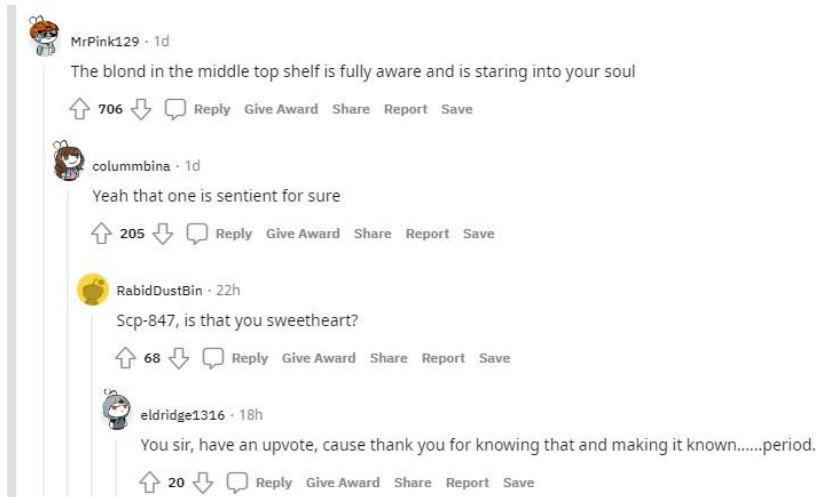 MrPink129 · 1d
The blond in the middle top shelf is fully aware and is staring into your soul
706 Reply Give Award Share Report Save
colummbina · 1d
Yeah that one is sentient for sure
205 Reply Give Award Share Report Save
RabidDustBin · 22h
Scp-847, is that you sweetheart?
68 Reply Give Award Share Report Save
eldridge1316 · 18h
You sir, have an upvote, cause thank you for knowing that and making it known......period.
20 Reply Give Award Share Report Save